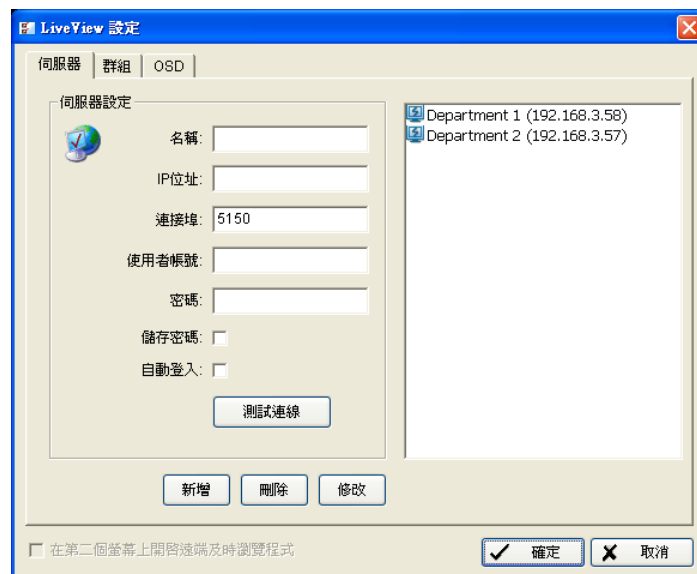 LiveView 設定
伺服器 群組 OSD
伺服器設定
名稱:
IP位址:
連接埠: 5150
使用者帳號:
密碼:
儲存密碼:
自動登入:
測試連線
新增 刪除 修改
Department 1 (192.168.3.58)
Department 2 (192.168.3.57)
在第二個螢幕上開啓遠端及時瀏覽程式
確定 取消